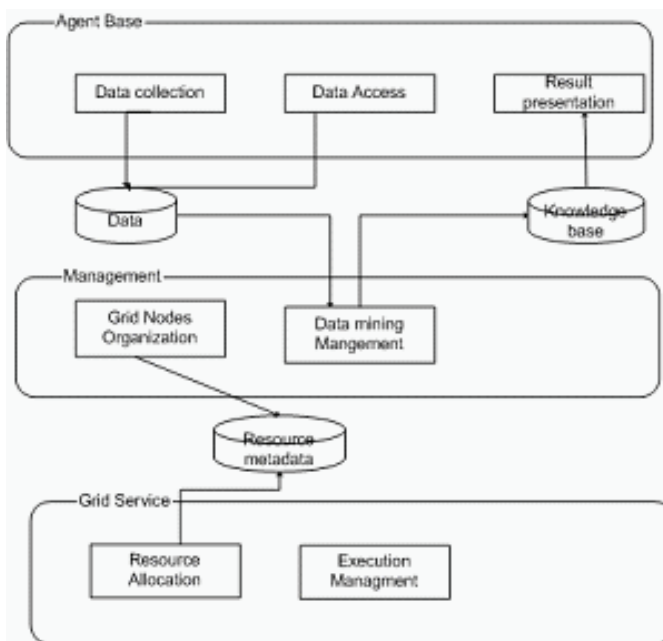 Agent Base
Data collection
Data Access
Result
presentation
Data
Knowledge
base
Management
Grid Nodes
Organization
Data mining
Mangement
Resource
metadata
Grid Service
Resource
Allocation
Execution
Managment